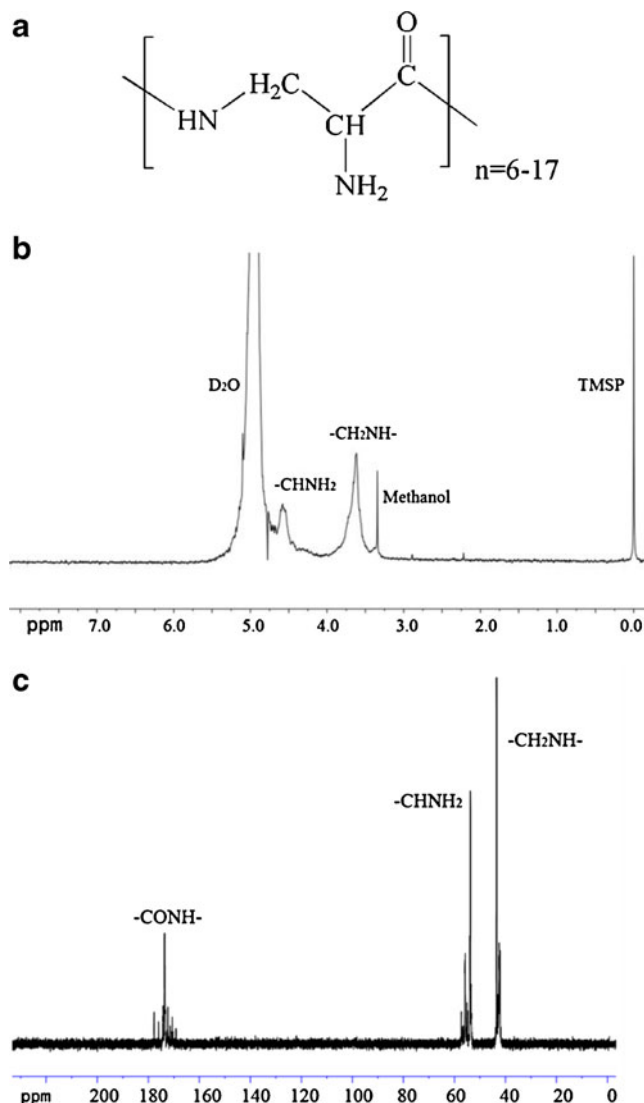 a
O
H₂C
C
HN
CH
NH₂
n=6-17
b
D₂O
TMSP
-CH₂NH-
-CHNH₂
Methanol
ppm 7.0 6.0 5.0 4.0 3.0 2.0 1.0 0.0
c
-CH₂NH-
-CHNH₂
-CONH-
ppm 200 180 160 140 120 100 80 60 40 20 0